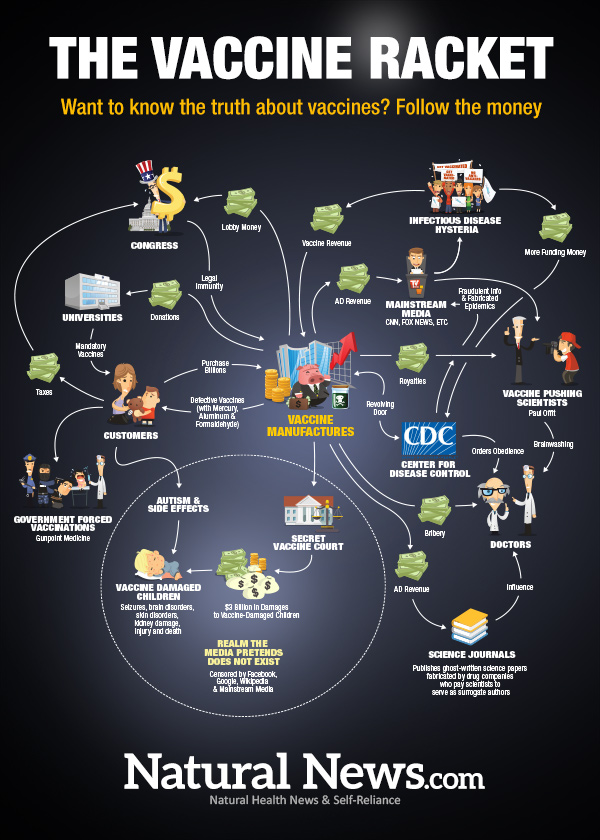 THE VACCINE RACKET
Want to know the truth about vaccines? Follow the money
CONGRESS
Lobby Money
Legal
Immunity
Vaccine Revenue
INFECTIOUS DISEASE
HYSTERIA
More Funding Money
UNIVERSITIES
Donations
AD Revenue
MAINSTREAM
MEDIA
CNN, FOX NEWS, ETC
Fraudulent Info
& Fabricated
Epidemics
Mandatory
Vaccines
Taxes
CUSTOMERS
Purchase
Billions
Defective Vaccines
(with Mercury,
Aluminum &
Formaldehyde)
VACCINE
MANUFACTURES
Royalties
Revolving
Door
VACCINE PUSHING
SCIENTISTS
Paul Offit
CDC
CENTER FOR
DISEASE CONTROL
Orders Obedience
Brainwashing
GOVERNMENT FORCED
VACCINATIONS
Gunpoint Medicine
AUTISM &
SIDE EFFECTS
SECRET
VACCINE COURT
Bribery
DOCTORS
VACCINE DAMAGED
CHILDREN
Seizures, brain disorders,
skin disorders,
kidney damage,
injury and death
$3 Billion in Damages
to Vaccine-Damaged Children
AD Revenue
Influence
REALM THE
MEDIA PRETENDS
DOES NOT EXIST
Censored by Facebook,
Google, Wikipedia
& Mainstream Media
SCIENCE JOURNALS
Publishes ghost-written science papers
fabricated by drug companies
who pay scientists to
serve as surrogate authors
Natural News.com
Natural Health News & Self-Reliance